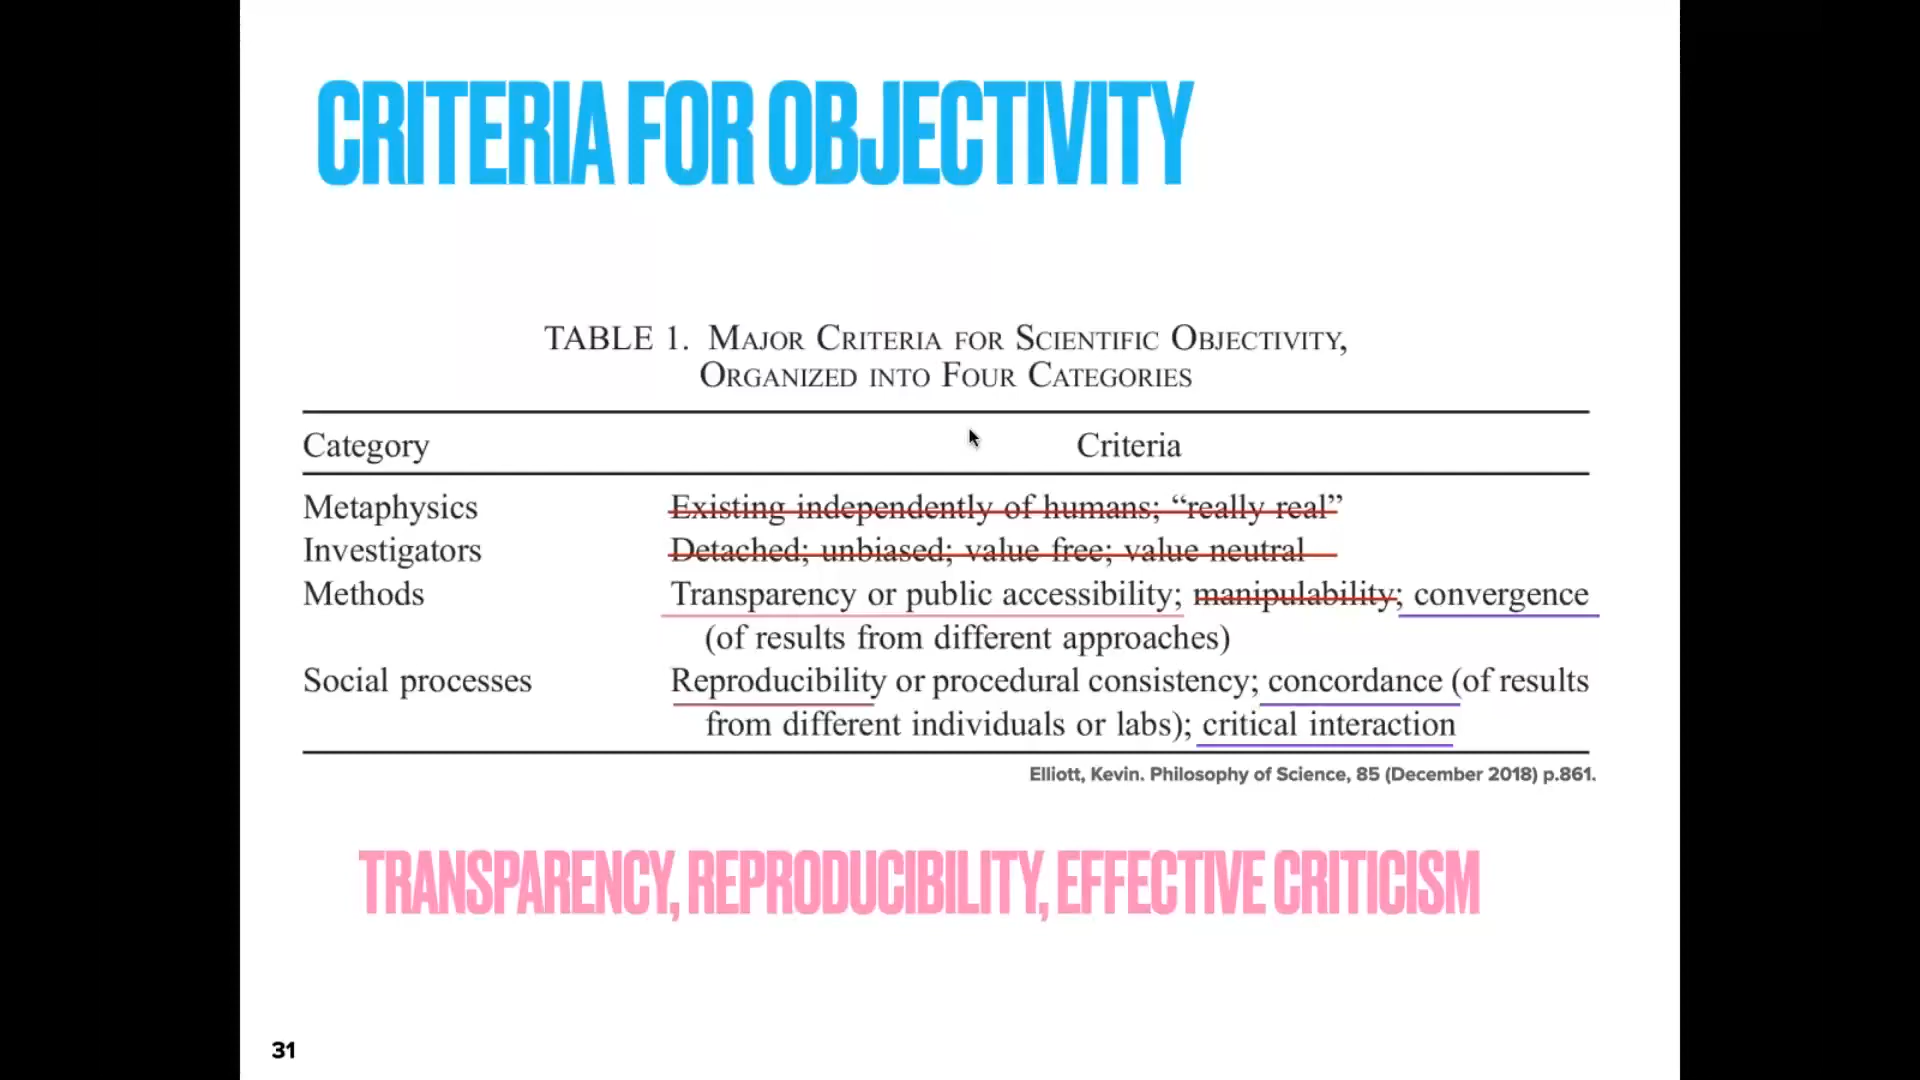 CRITERIA FOR OBJECTIVITY
TABLE 1. MAJOR CRITERIA FOR SCIENTIFIC OBJECTIVITY,
ORGANIZED INTO FOUR CATEGORIES
Category Criteria
Metaphysics Existing independently of humans; “really real”
Investigators Detached; unbiased; value free; value neutral
Methods Transparency or public accessibility; manipulability; convergence
(of results from different approaches)
Social processes Reproducibility or procedural consistency; concordance (of results
from different individuals or labs); critical interaction
Elliott, Kevin. Philosophy of Science, 85 (December 2018) p.861.
TRANSPARENCY, REPRODUCIBILITY, EFFECTIVE CRITICISM
31